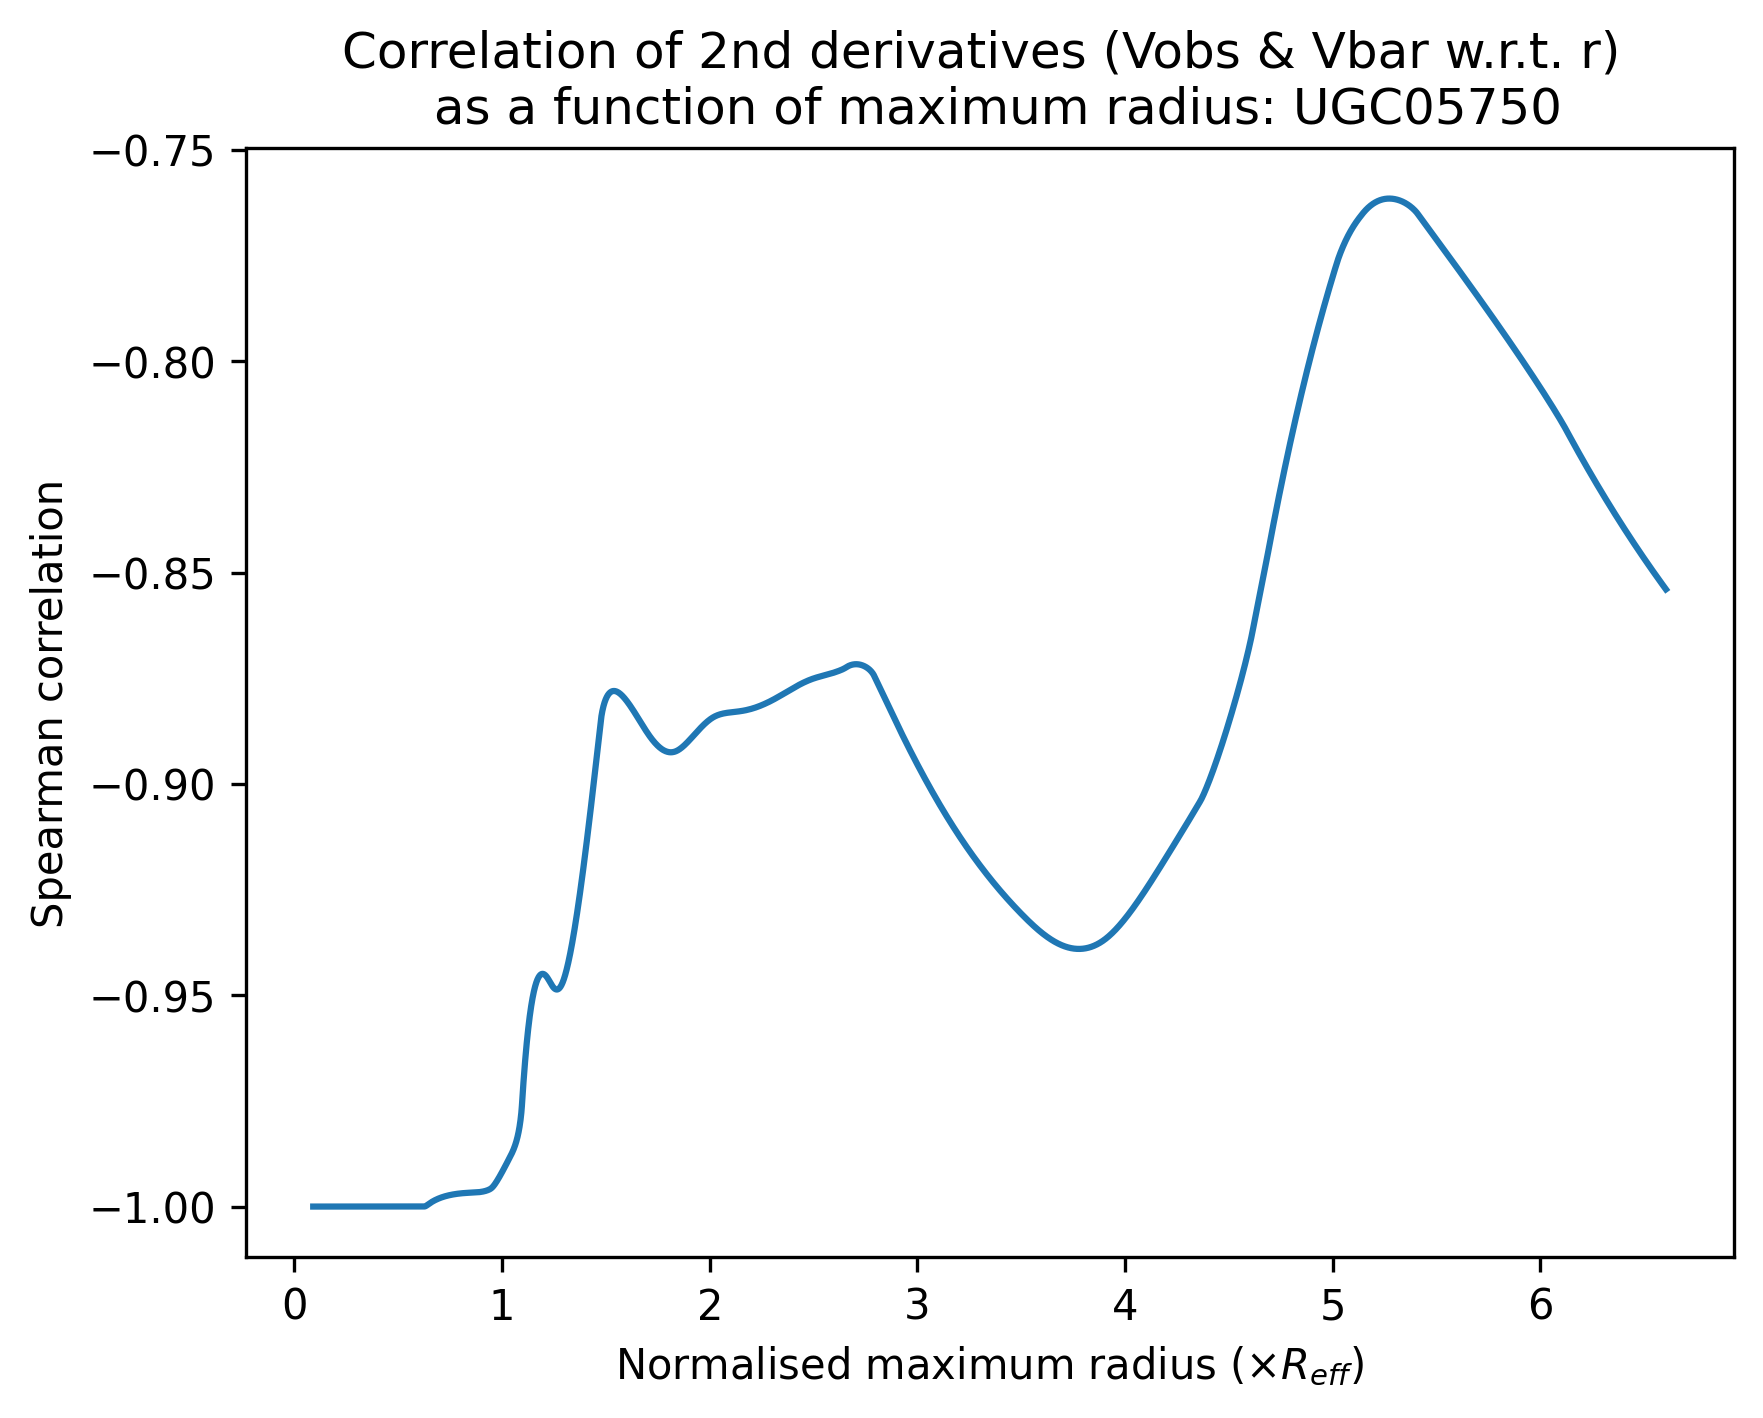 Correlation of 2nd derivatives (Vobs & Vbar w.r.t. r)
as a function of maximum radius: UGC05750
−0.75
−0.80
−0.85
−0.90
−0.95
−1.00
Spearman correlation
0 1 2 3 4 5 6
Normalised maximum radius (×R_eff)